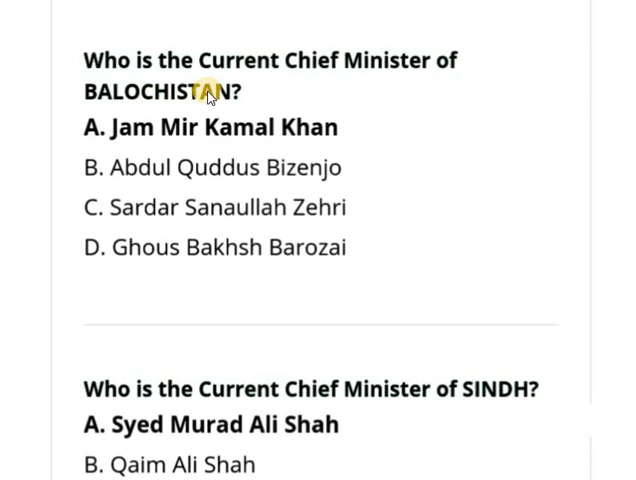 Who is the Current Chief Minister of
BALOCHISTAN?
A. Jam Mir Kamal Khan
B. Abdul Quddus Bizenjo
C. Sardar Sanaullah Zehri
D. Ghous Bakhsh Barozai
Who is the Current Chief Minister of SINDH?
A. Syed Murad Ali Shah
B. Qaim Ali Shah